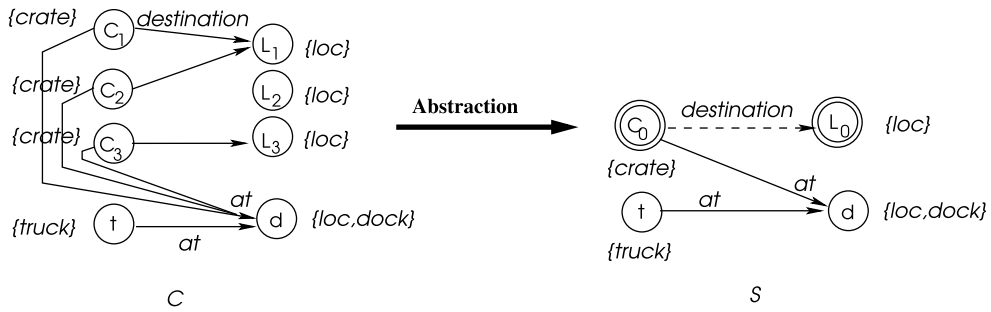 {crate} C1 destination L1 {loc}
{crate} C2 L2 {loc}
{crate} C3 L3 {loc}
at
{truck} t d {loc,dock}
at
C
Abstraction
C0 destination L0 {loc}
{crate}
at
t at d {loc,dock}
{truck}
S